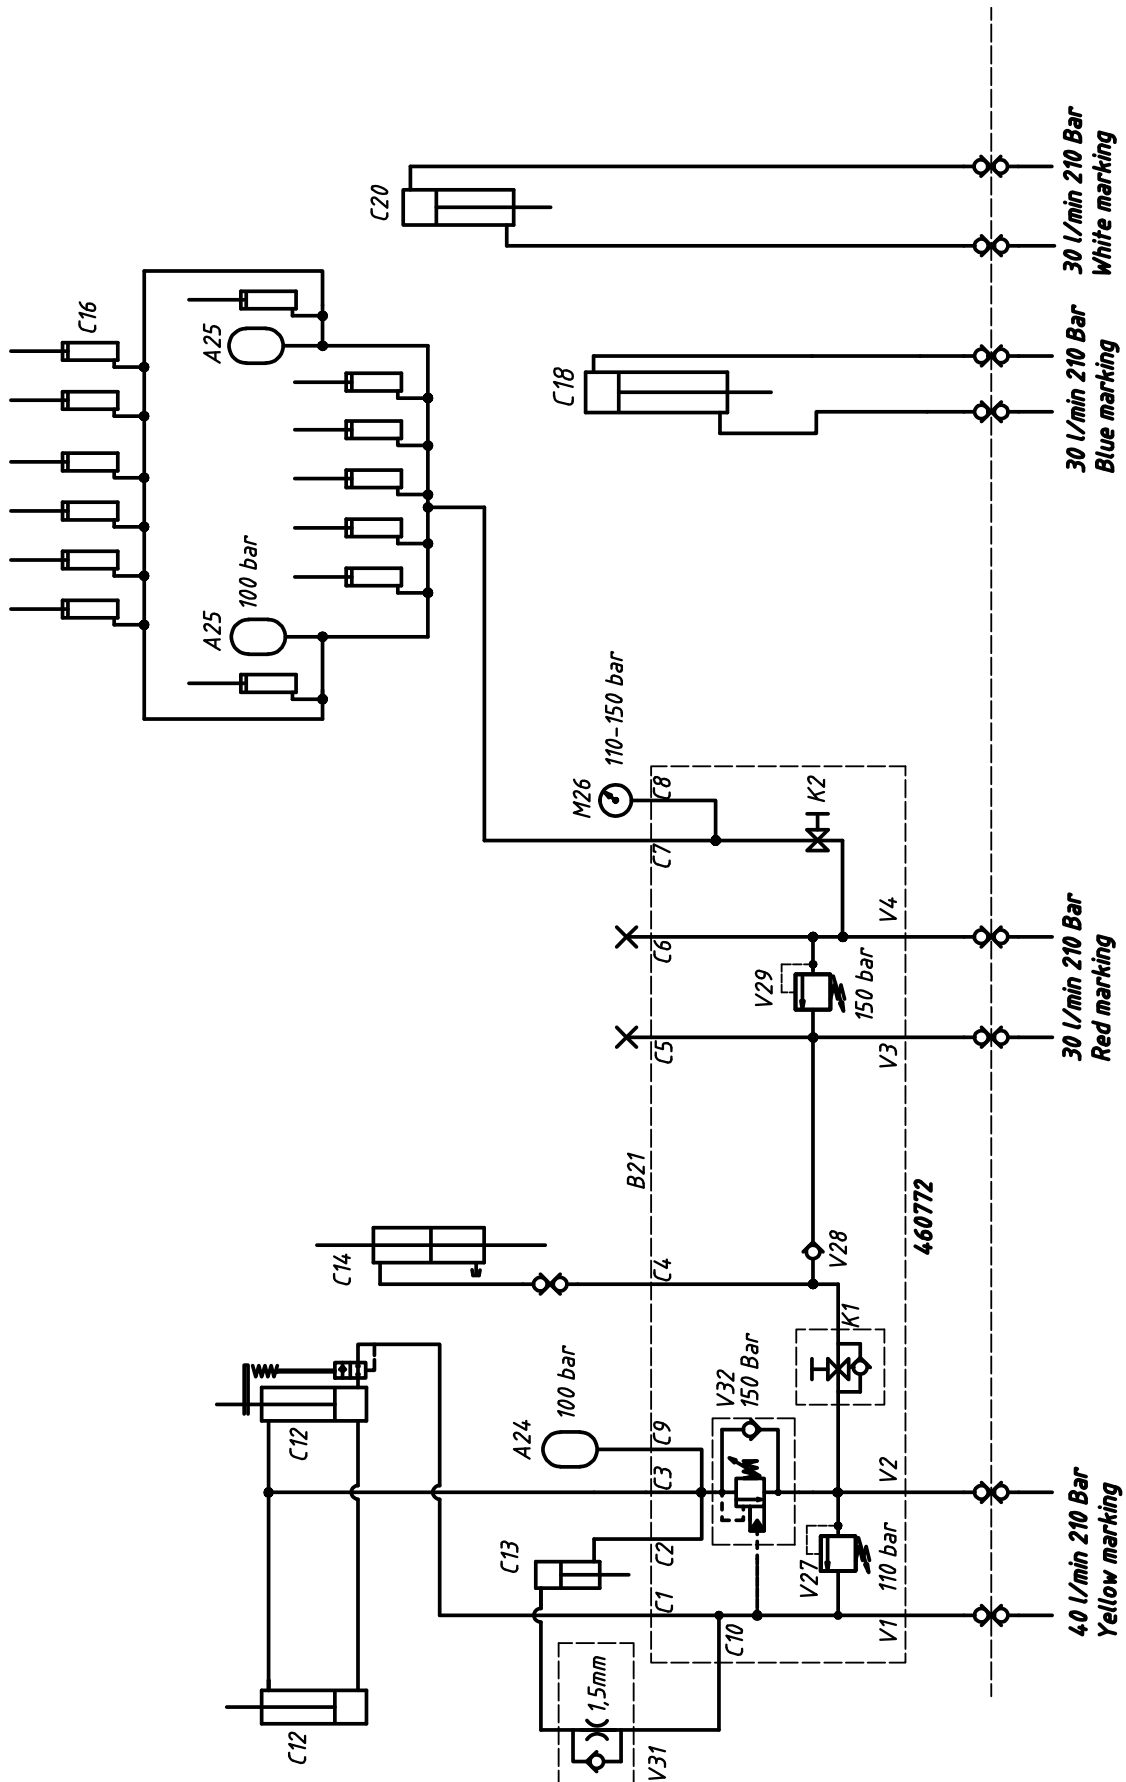 C16
C20
A25
C18
A25
100 bar
M26
110-150 bar
C8
K2
C7
C6
V4
V29
150 bar
C5
V3
B21
460772
C14
C4
V28
K1
C12
V32
150 Bar
A24
100 bar
C9
C3
V2
C13
C2
V27
110 bar
C1
C10
V1
C12
1,5mm
V31
30 l/min 210 Bar
White marking
30 l/min 210 Bar
Blue marking
30 l/min 210 Bar
Red marking
40 l/min 210 Bar
Yellow marking